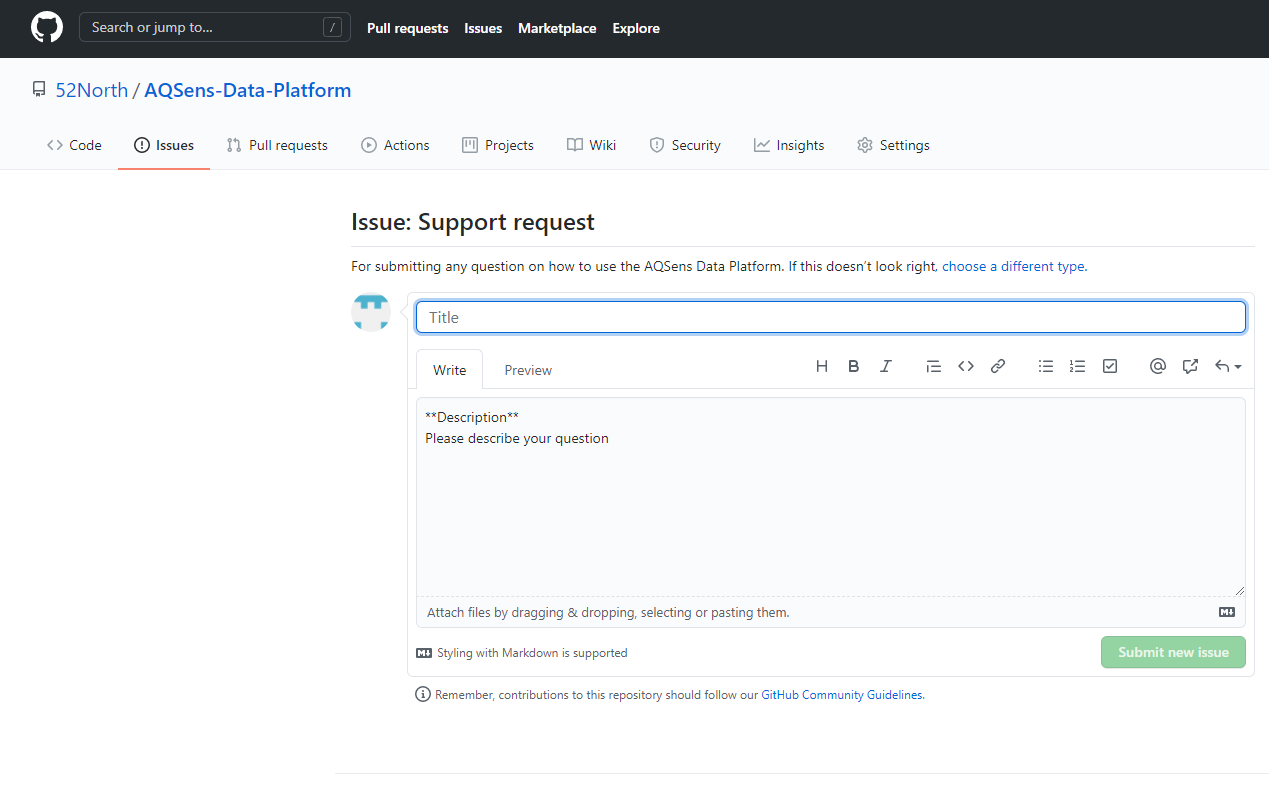 Search or jump to... /
Pull requests Issues Marketplace Explore
52North / AQSens-Data-Platform
Code Issues Pull requests Actions Projects Wiki Security Insights Settings
Issue: Support request
For submitting any question on how to use the AQSens Data Platform. If this doesn’t look right, choose a different type.
Title
Write Preview
H B I
**Description**
Please describe your question
Attach files by dragging & dropping, selecting or pasting them.
Styling with Markdown is supported
Submit new issue
Remember, contributions to this repository should follow our GitHub Community Guidelines.